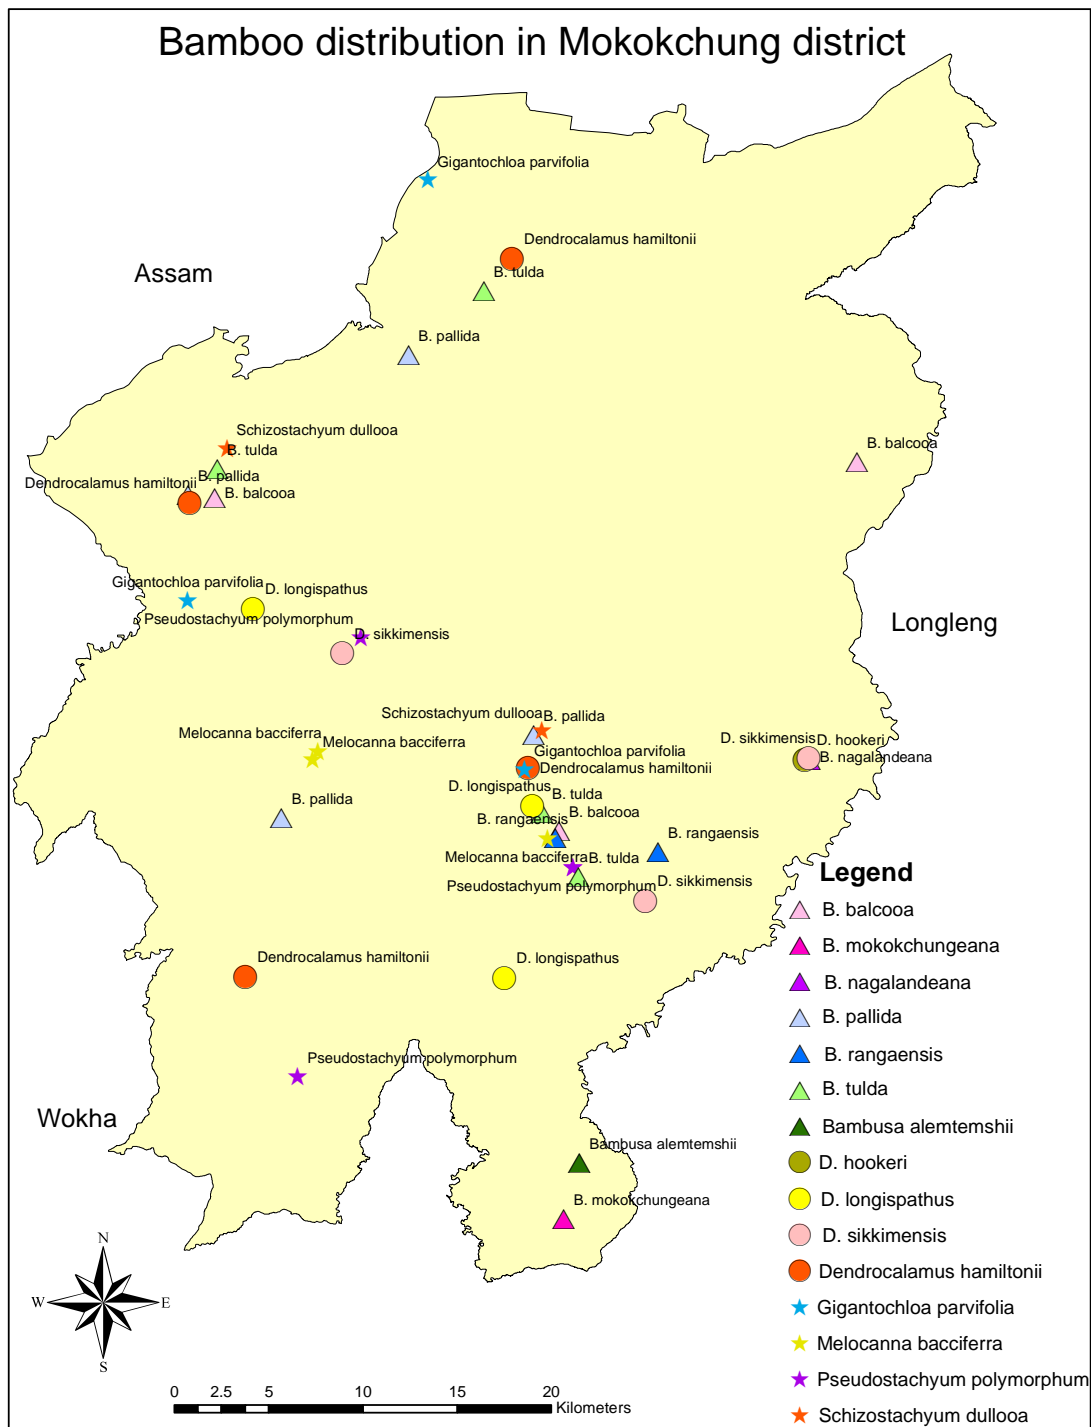 Bamboo distribution in Mokokchung district
Gigantochloa parvifolia
Dendrocalamus hamiltonii
Assam
B. tulda
B. pallida
Schizostachyum dullooa
B. balcooa
B. tulda
B. pallida
Dendrocalamus hamiltonii
B. balcooa
Gigantochloa parvifolia
D. longispathus
Pseudostachyum polymorphum
Longleng
D. sikkimensis
Schizostachyum dullooa
B. pallida
Melocanna bacciferra
Melocanna bacciferra
D. sikkimensis
D. hookeri
Gigantochloa parvifolia
B. nagalandeana
Dendrocalamus hamiltonii
D. longispathus
B. tulda
B. pallida
B. balcooa
B. rangaensis
B. rangaensis
Melocanna bacciferra
B. tulda
Pseudostachyum polymorphum
D. sikkimensis
Dendrocalamus hamiltonii
D. longispathus
Pseudostachyum polymorphum
Wokha
Bambusa alemtemshii
B. mokokchungeana
Legend
B. balcooa
B. mokokchungeana
B. nagalandeana
B. pallida
B. rangaensis
B. tulda
Bambusa alemtemshii
D. hookeri
D. longispathus
D. sikkimensis
Dendrocalamus hamiltonii
Gigantochloa parvifolia
Melocanna bacciferra
Pseudostachyum polymorphum
Schizostachyum dullooa
N
W
E
S
0 2.5 5 10 15 20
Kilometers